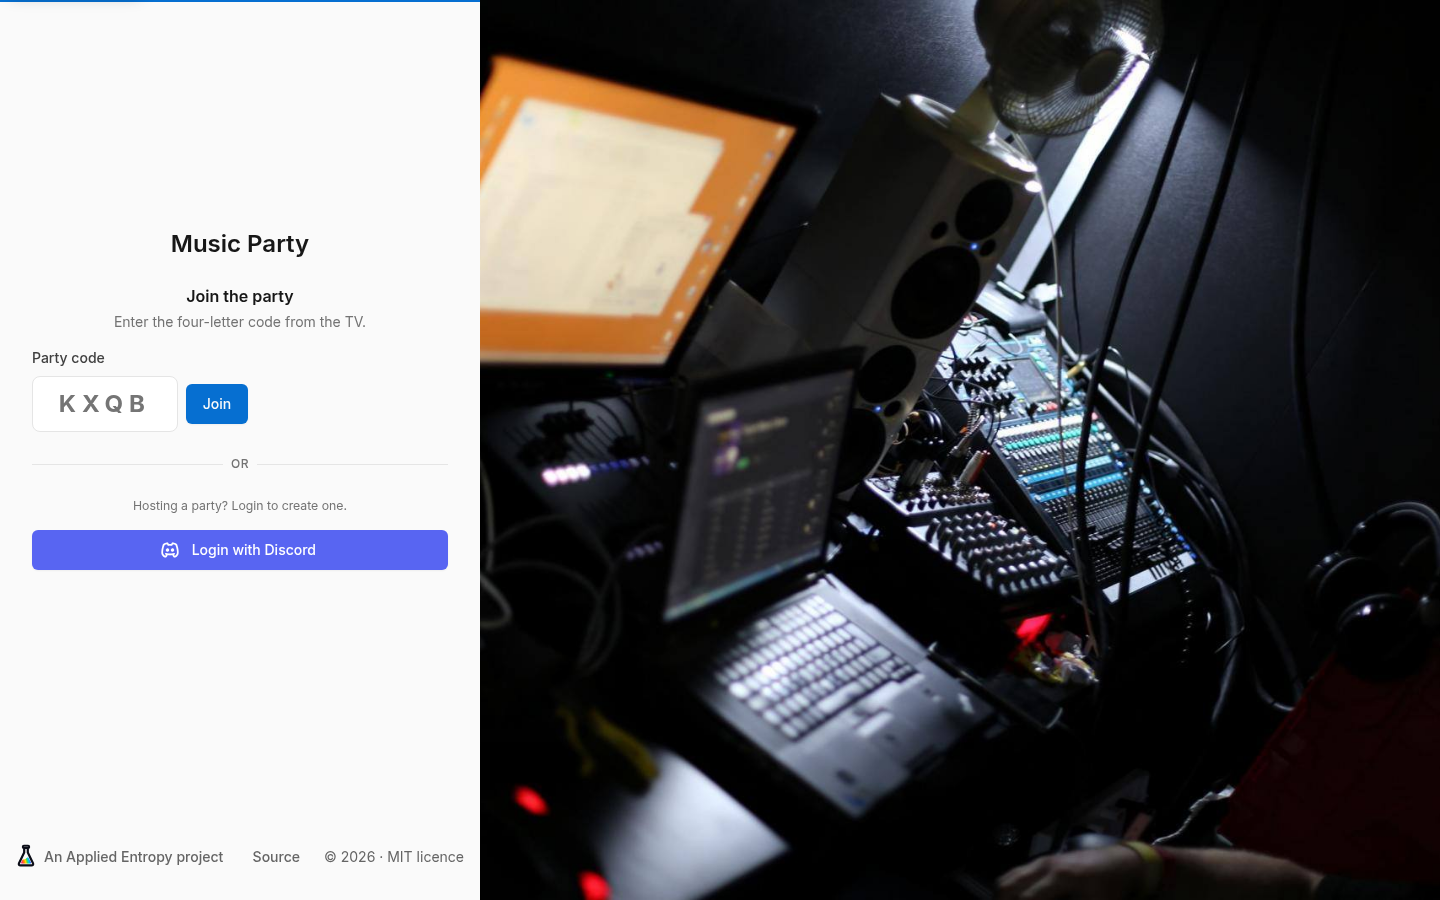 Music Party
Join the party
Enter the four-letter code from the TV.
Party code
KXQB
Join
OR
Hosting a party? Login to create one.
Login with Discord
An Applied Entropy project
Source
© 2026 · MIT licence